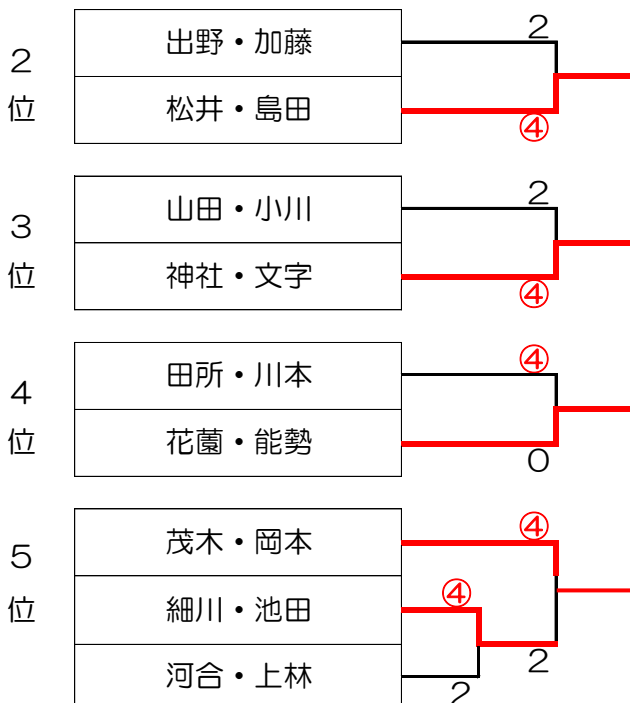 2位
出野・加藤
2
松井・島田
④
3位
山田・小川
2
神社・文字
④
4位
田所・川本
④
花薗・能勢
0
5位
茂木・岡本
④
細川・池田
④
2
河合・上林
2